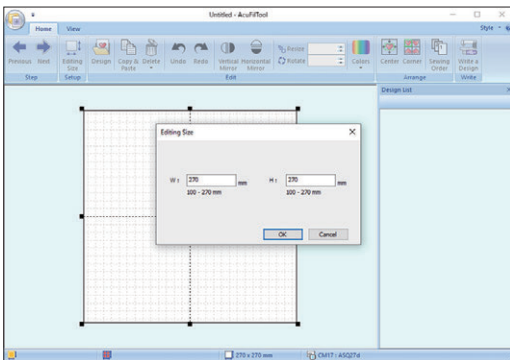 Untitled - AcuFilTool
Home View Style
Previous Next Editing Size Design Copy & Paste Delete Undo Redo Vertical Mirror Horizontal Mirror Resize Rotate Colors Center Corner Sewing Order Write a Design
Step Setup Edit Arrange Write
Design List
Editing Size
W : 270 mm H : 270 mm
100 - 270 mm 100 - 270 mm
OK Cancel
270 x 270 mm CM17 : ASQ27d